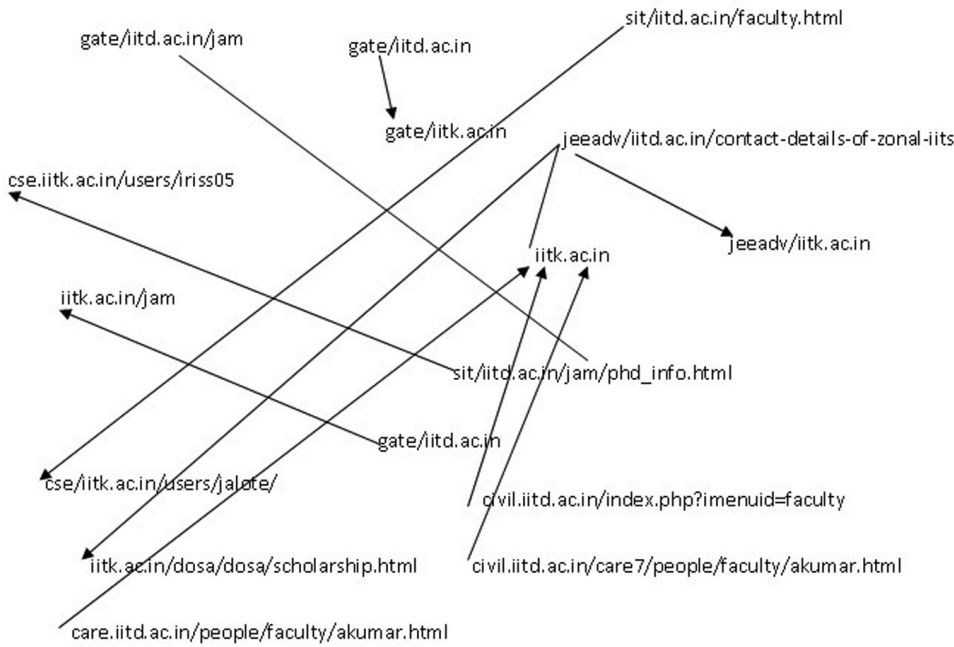 sit/iitd.ac.in/faculty.html
gate/iitd.ac.in/jam
gate/iitd.ac.in
gate/iitk.ac.in
jeeadv/iitd.ac.in/contact-details-of-zonal-iits
cse.iitk.ac.in/users/iriss05
jeeadv/iitk.ac.in
iitk.ac.in
iitk.ac.in/jam
sit/iitd.ac.in/jam/phd_info.html
gate/iitd.ac.in
cse/iitk.ac.in/users/jalote/
civil.iitd.ac.in/index.php?imenuid=faculty
iitk.ac.in/dosa/dosa/scholarship.html
civil.iitd.ac.in/care7/people/faculty/akumar.html
care.iitd.ac.in/people/faculty/akumar.html